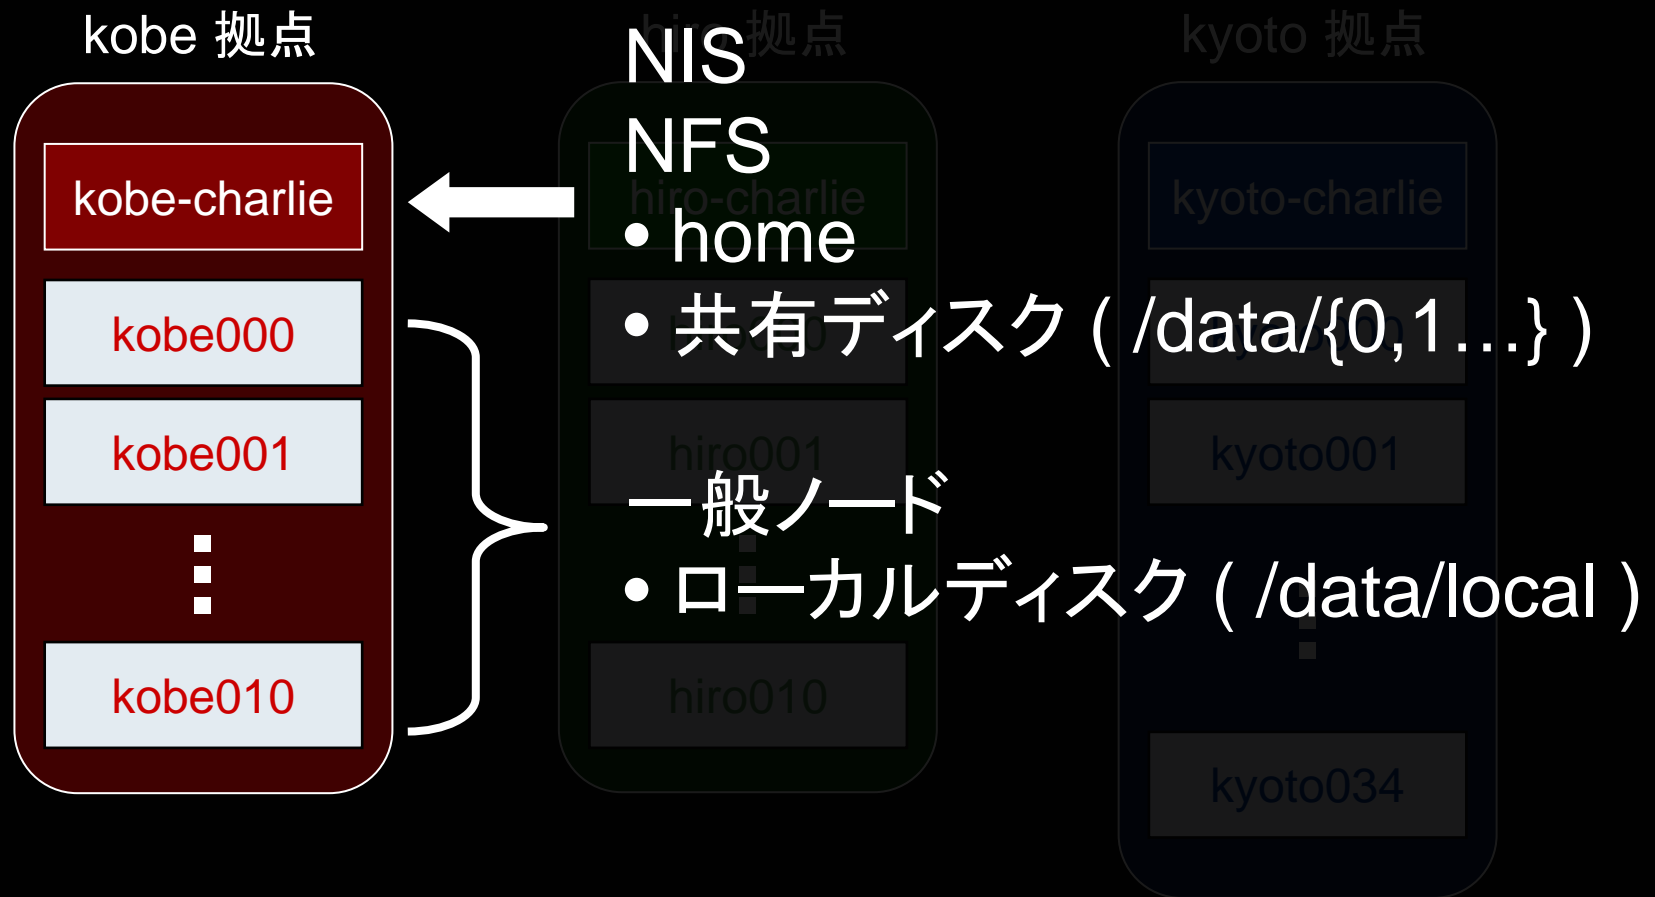 kobe 拠点
kobe-charlie
kobe000
kobe001
kobe010
hiro 拠点
hiro-charlie
hiro001
hiro010
kyoto 拠点
kyoto-charlie
kyoto000
kyoto001
kyoto034
NIS
NFS
• home
• 共有ディスク ( /data/{0,1…} )
一般ノード
• ローカルディスク ( /data/local )